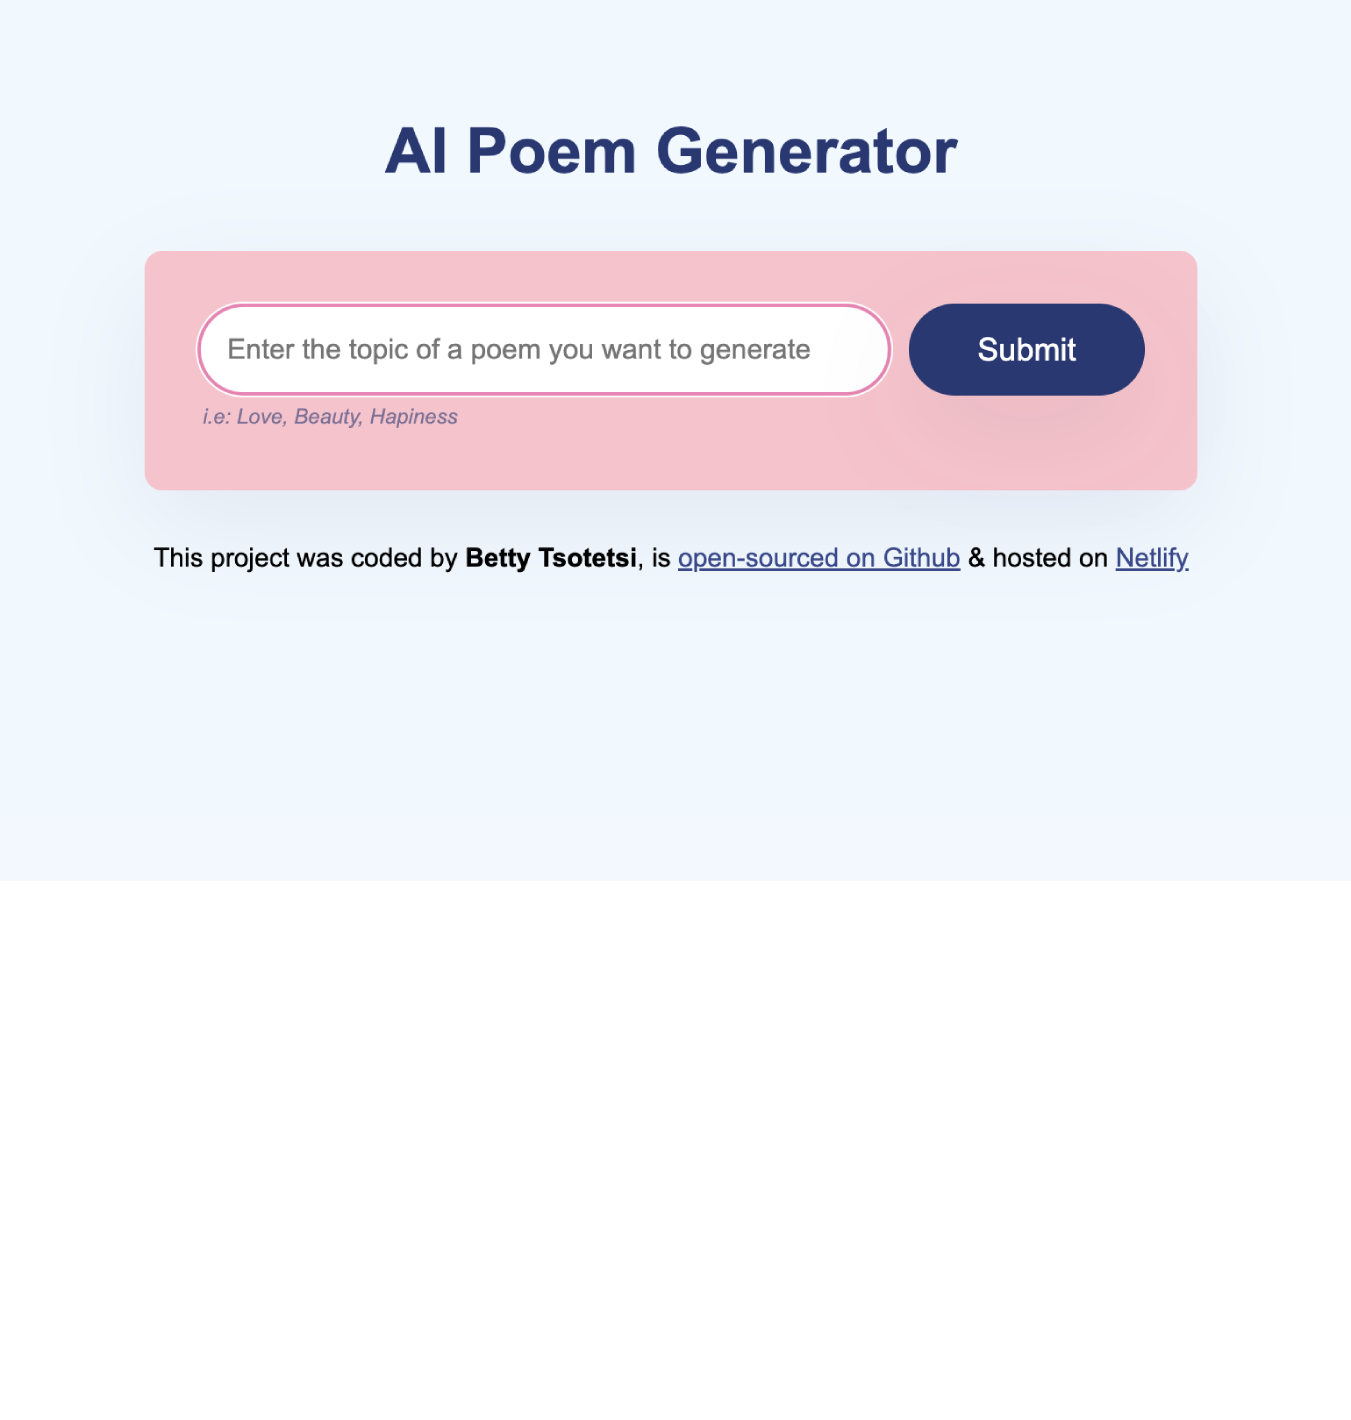 AI Poem Generator
Enter the topic of a poem you want to generate
Submit
i.e: Love, Beauty, Hapiness
This project was coded by Betty Tsotetsi, is open-sourced on Github & hosted on Netlify